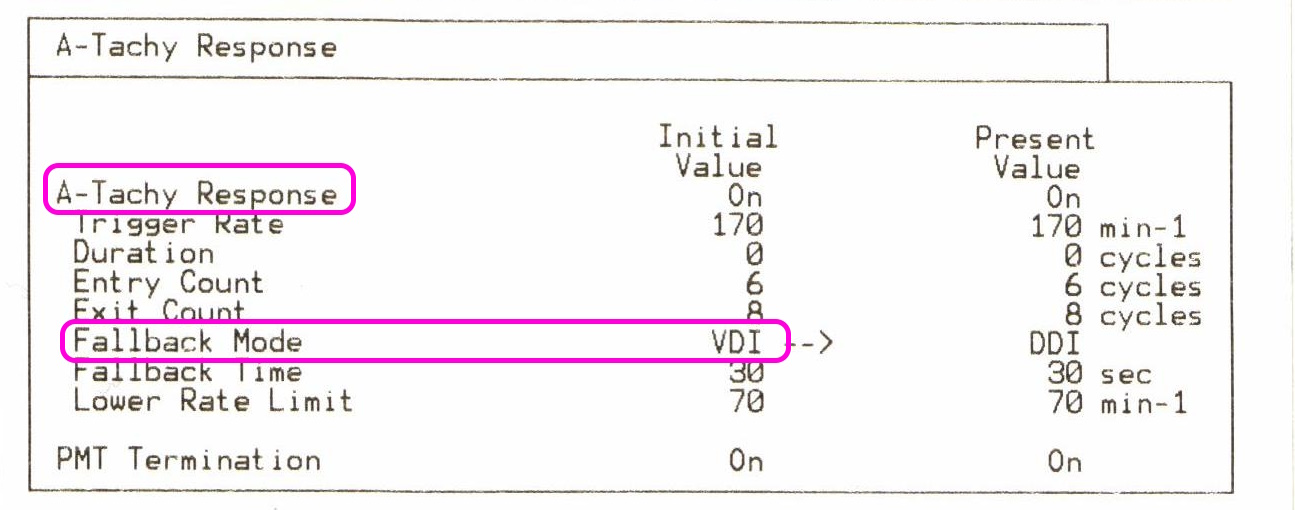 A-Tachy Response
Initial Present
Value Value
A-Tachy Response On On
Trigger Rate 170 170 min-1
Duration 0 0 cycles
Entry Count 6 6 cycles
Exit Count 8 8 cycles
Fallback Mode VDI --> DDI
Fallback Time 30 30 sec
Lower Rate Limit 70 70 min-1
PMT Termination On On